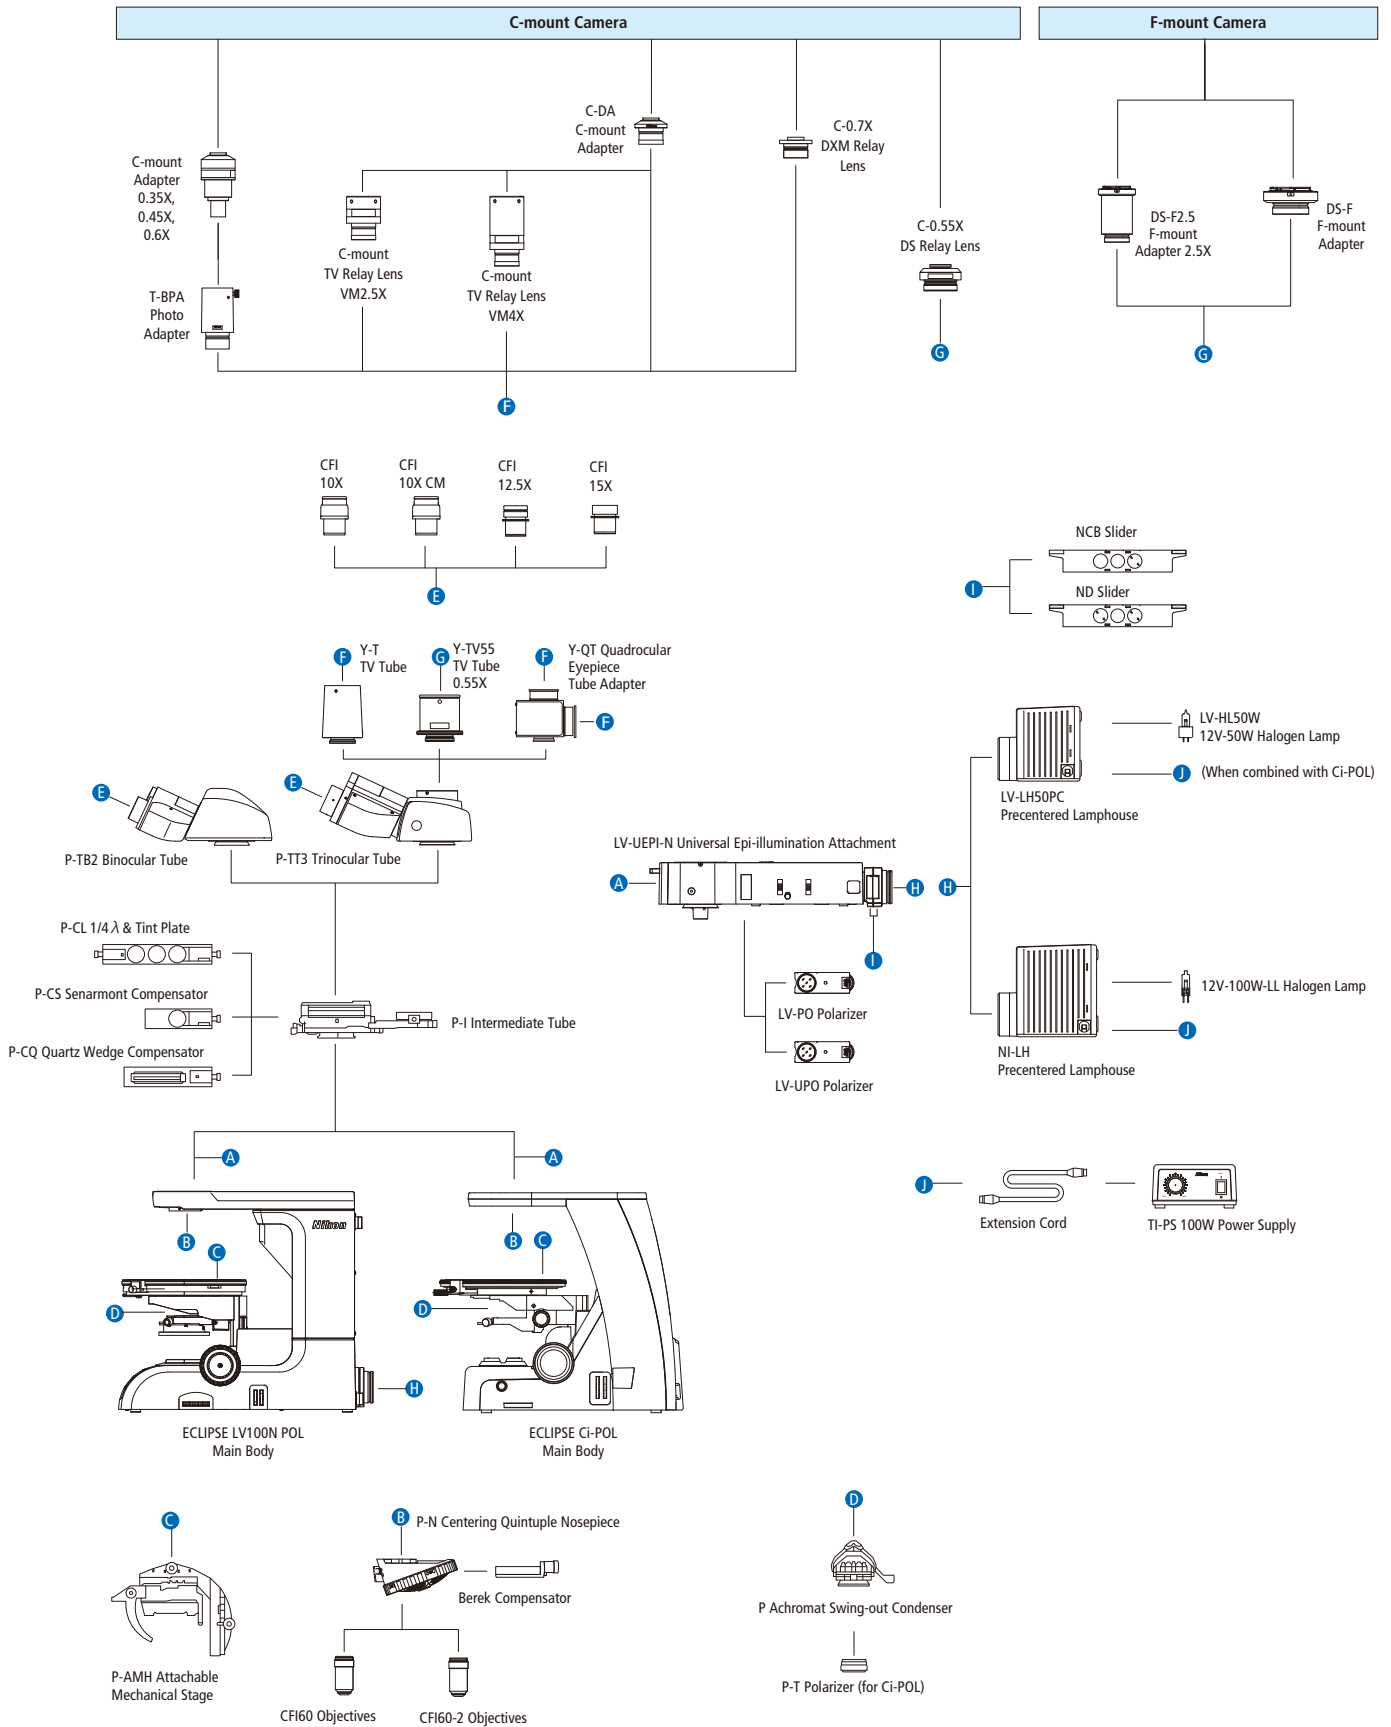 C-mount Camera
F-mount Camera
C-DA
C-mount
Adapter
C-0.7X
DXM Relay
Lens
C-mount
Adapter
0.35X,
0.45X,
0.6X
C-mount
TV Relay Lens
VM2.5X
C-mount
TV Relay Lens
VM4X
C-0.55X
DS Relay Lens
DS-F2.5
F-mount
Adapter 2.5X
DS-F
F-mount
Adapter
T-BPA
Photo
Adapter
G
G
F
CFI
10X
CFI
10X CM
CFI
12.5X
CFI
15X
E
NCB Slider
I
ND Slider
F
Y-T
TV Tube
G
Y-TV55
TV Tube
0.55X
F
Y-QT Quadrocular
Eyepiece
Tube Adapter
F
E
E
P-TB2 Binocular Tube
P-TT3 Trinocular Tube
LV-HL50W
12V-50W Halogen Lamp
J
(When combined with Ci-POL)
LV-LH50PC
Precentered Lamphouse
LV-UEPI-N Universal Epi-illumination Attachment
A
H
H
I
LV-PO Polarizer
LV-UPO Polarizer
12V-100W-LL Halogen Lamp
J
NI-LH
Precentered Lamphouse
P-CL 1/4 λ & Tint Plate
P-CS Senarmont Compensator
P-I Intermediate Tube
P-CQ Quartz Wedge Compensator
A
A
J
Extension Cord
Nikon
TI-PS 100W Power Supply
Nikon
B
C
D
H
B
C
D
ECLIPSE LV100N POL
Main Body
ECLIPSE Ci-POL
Main Body
C
P-AMH Attachable
Mechanical Stage
B
P-N Centering Quintuple Nosepiece
Berek Compensator
CFI60 Objectives
CFI60-2 Objectives
D
P Achromat Swing-out Condenser
P-T Polarizer (for Ci-POL)